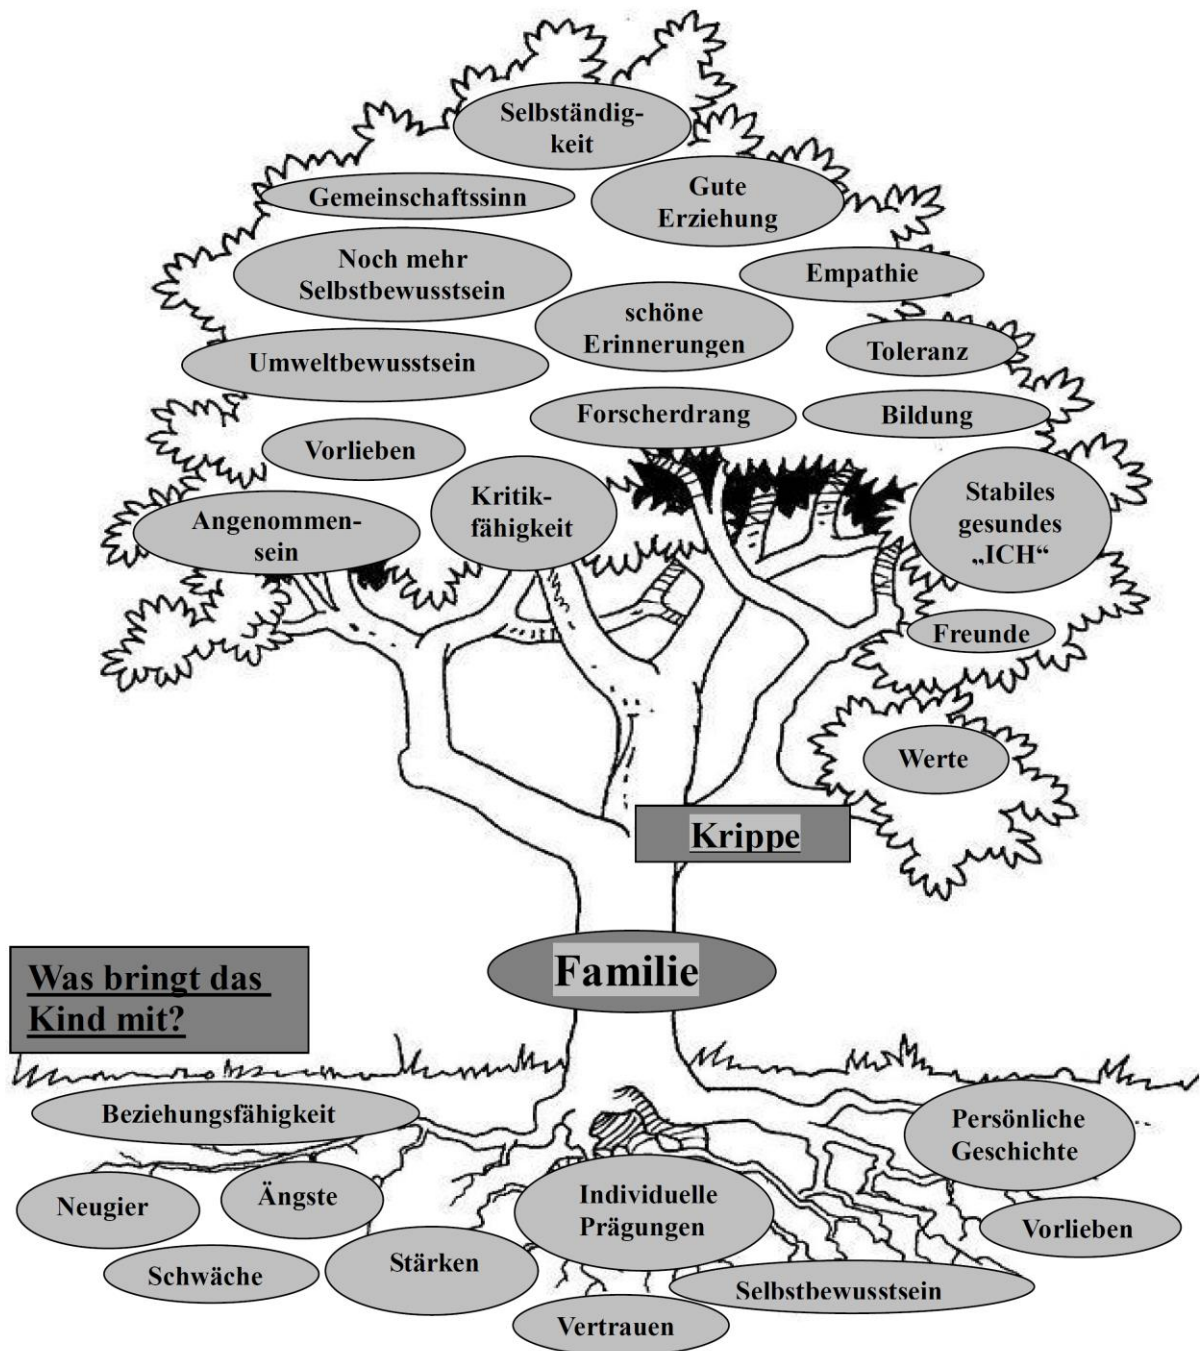 Selbständig-
keit
Gemeinschaftssinn
Gute
Erziehung
Noch mehr
Selbstbewusstsein
Empathie
schöne
Erinnerungen
Umweltbewusstsein
Toleranz
Forscherdrang
Bildung
Vorlieben
Kritik-
fähigkeit
Stabiles
gesundes
„ICH“
Angenommen-
sein
Freunde
Werte
Krippe
Familie
Was bringt das
Kind mit?
Beziehungsfähigkeit
Persönliche
Geschichte
Neugier
Ängste
Individuelle
Prägungen
Vorlieben
Schwäche
Stärken
Selbstbewusstsein
Vertrauen